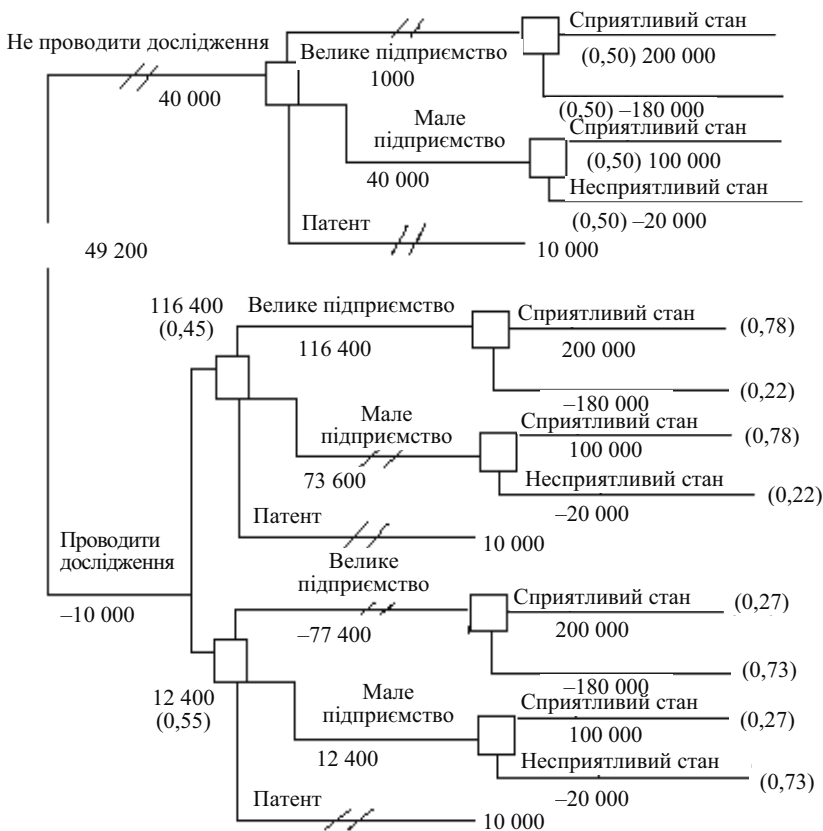 Сприятливий стан
Не проводити дослідження
Велике підприємство
(0,50) 200 000
1000
40 000
(0,50) –180 000
Мале
підприємство
Сприятливий стан
(0,50) 100 000
40 000
Несприятливий стан
Патент
(0,50) –20 000
49 200
10 000
116 400
(0,45)
Велике підприємство
Сприятливий стан
(0,78)
116 400
200 000
(0,22)
–180 000
Мале
підприємство
Сприятливий стан
(0,78)
100 000
73 600
Несприятливий стан
(0,22)
–20 000
Патент
10 000
Проводити
дослідження
–10 000
Велике
підприємство
Сприятливий стан
(0,27)
–77 400
200 000
(0,73)
–180 000
12 400
(0,55)
Мале
підприємство
Сприятливий стан
(0,27)
100 000
12 400
Несприятливий стан
(0,73)
–20 000
Патент
10 000